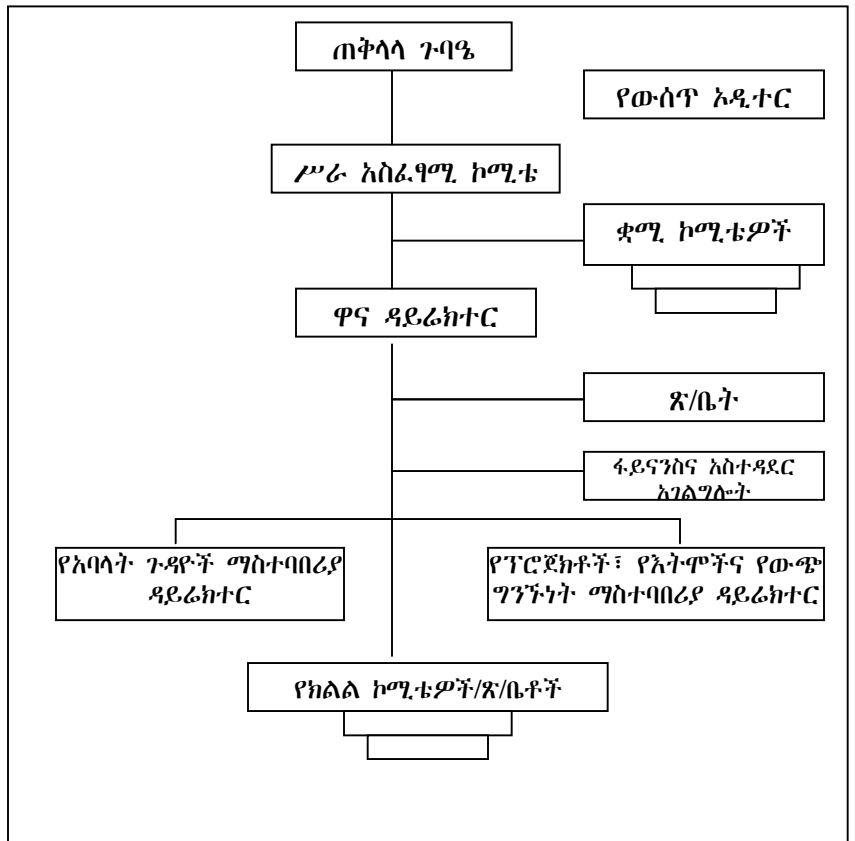 ጠቅላላ ጉባዔ
የውስጥ ኦዲተር
ሥራ አስፈፃሚ ኮሚቴ
ቋሚ ኮሚቴዎች
ዋና ዳይሬክተር
ጽ/ቤት
ፋይናንስና አስተዳደር
አገልግሎት
የአባላት ጉዳዮች ማስተባበሪያ
ዳይሬክተር
የፕሮጀክቶች፣ የእትሞችና የውጭ
ግንኙነት ማስተባበሪያ ዳይሬክተር
የክልል ኮሚቴዎች/ጽ/ቤቶች